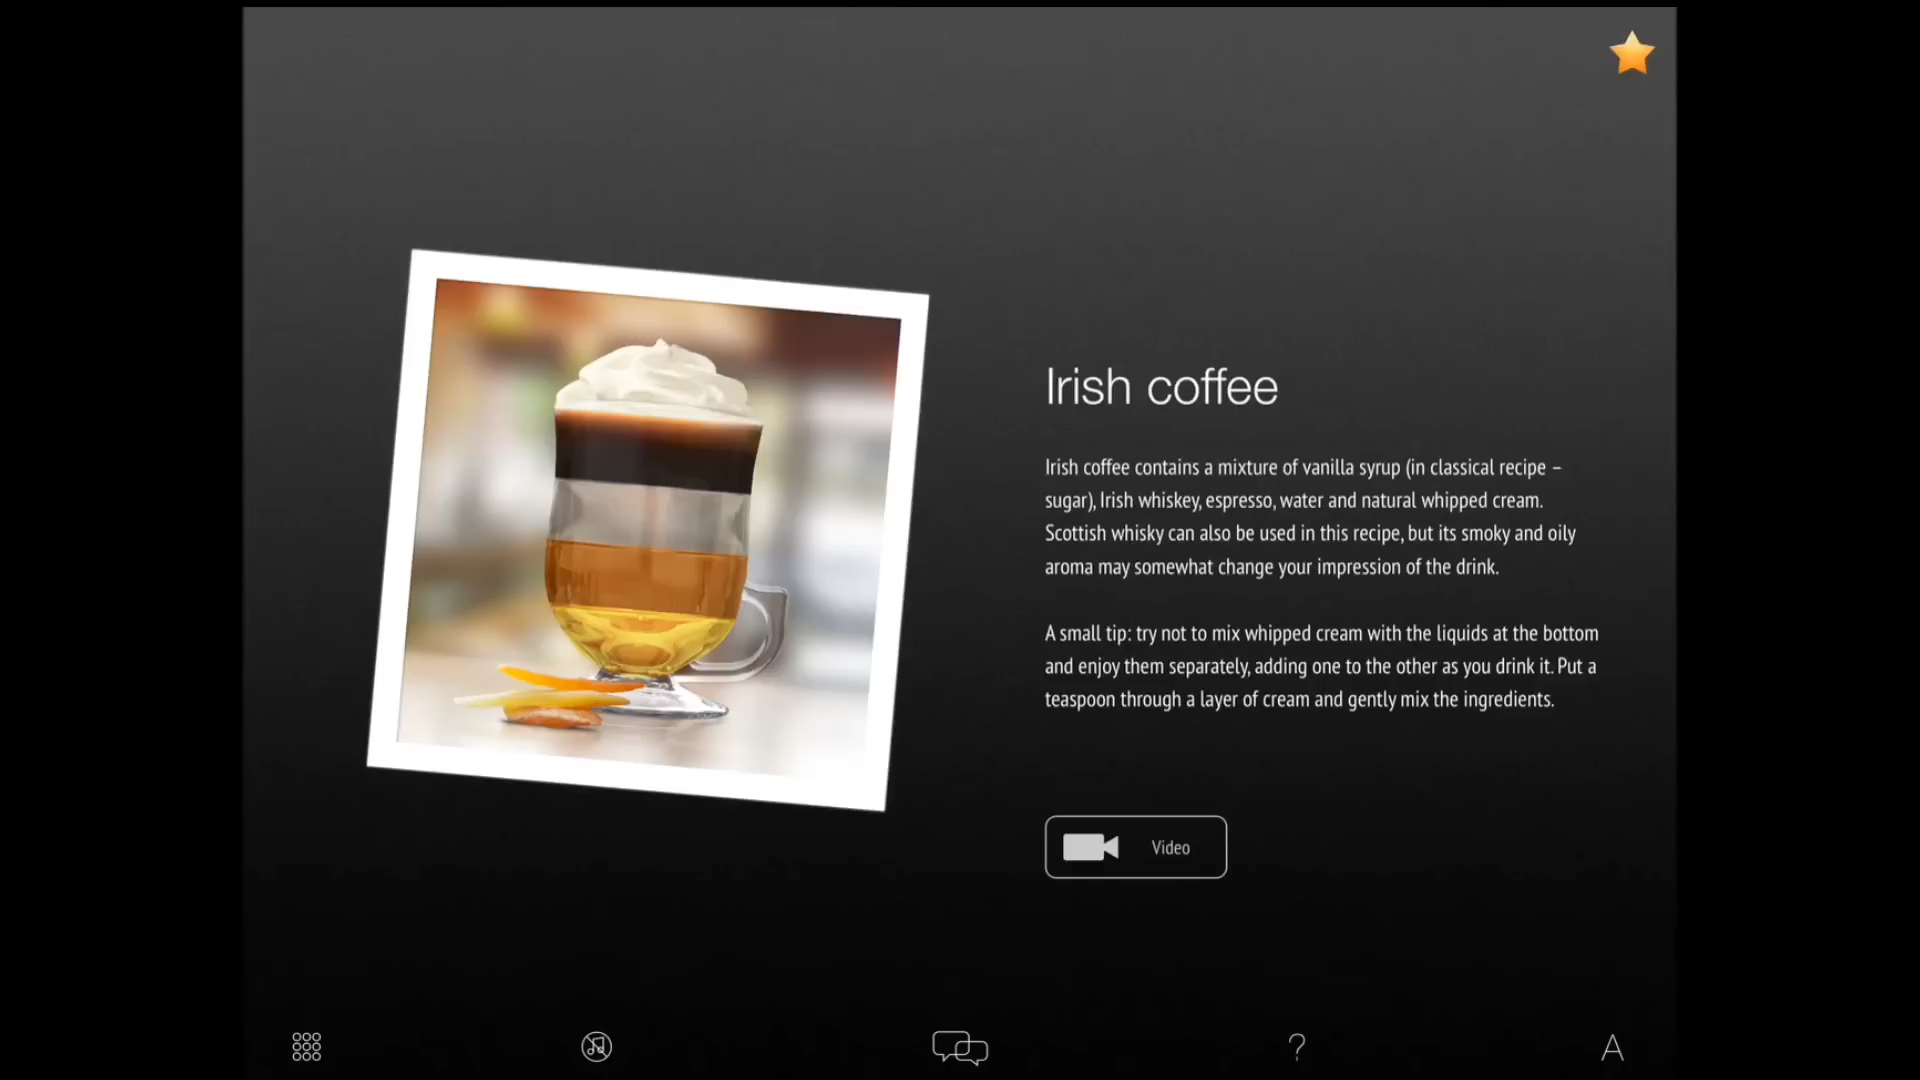 Irish coffee
Irish coffee contains a mixture of vanilla syrup (in classical recipe –
sugar), Irish whiskey, espresso, water and natural whipped cream.
Scottish whisky can also be used in this recipe, but its smoky and oily
aroma may somewhat change your impression of the drink.
A small tip: try not to mix whipped cream with the liquids at the bottom
and enjoy them separately, adding one to the other as you drink it. Put a
teaspoon through a layer of cream and gently mix the ingredients.
Video
? A